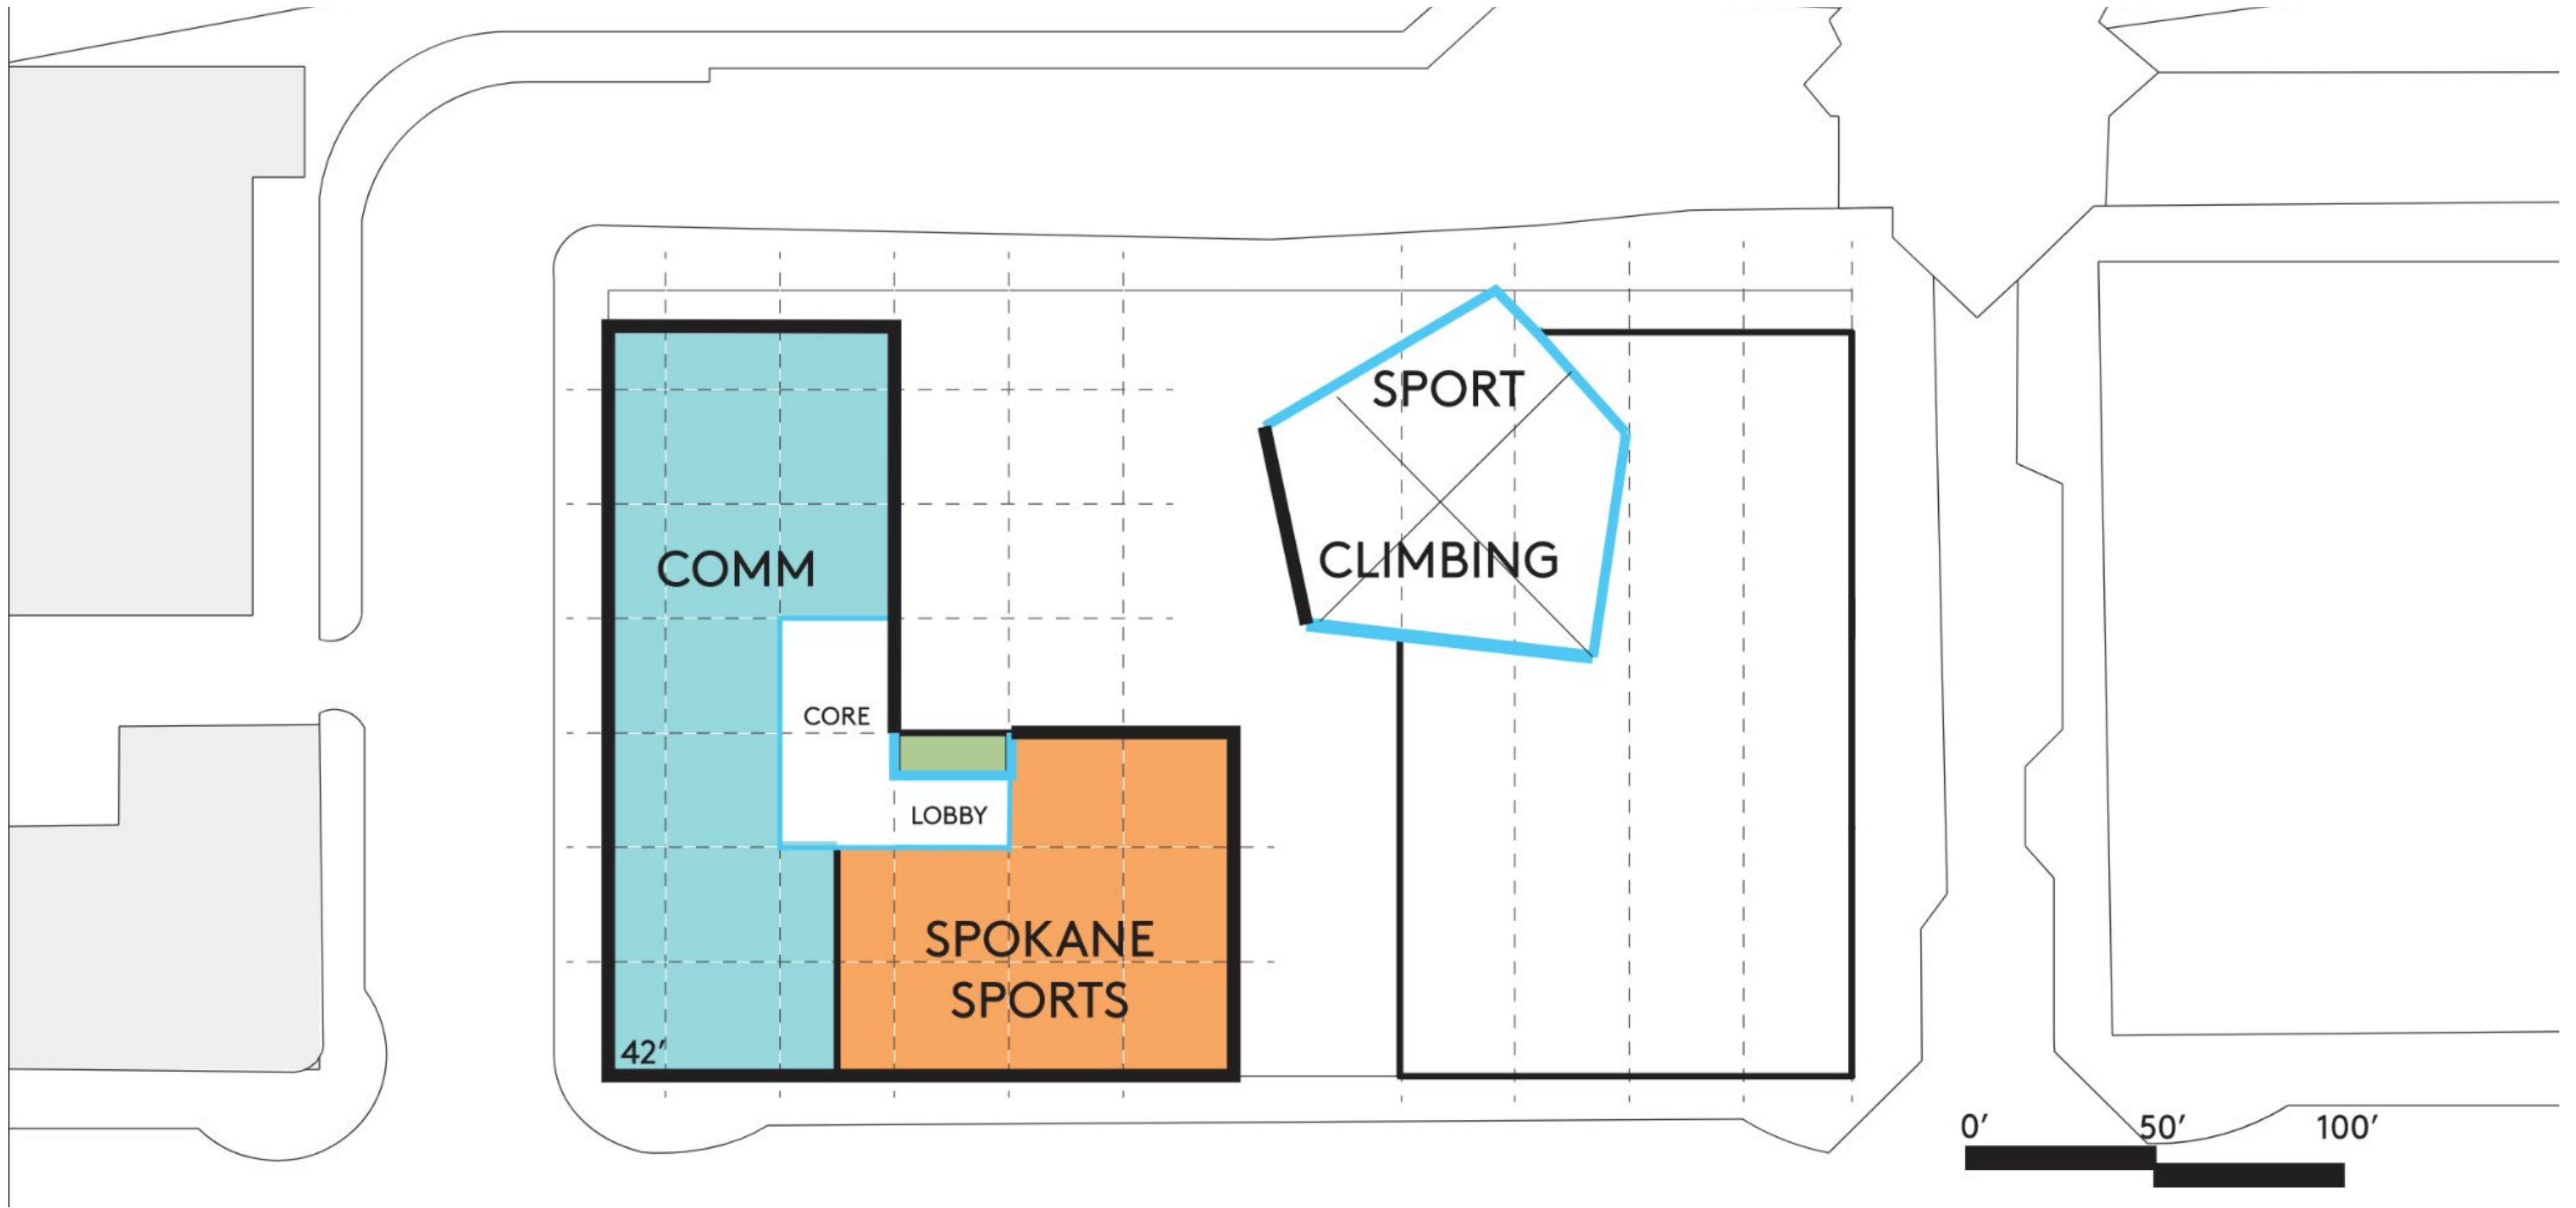 SPORT
CLIMBING
COMM
CORE
LOBBY
SPOKANE
SPORTS
42'
0' 50' 100'